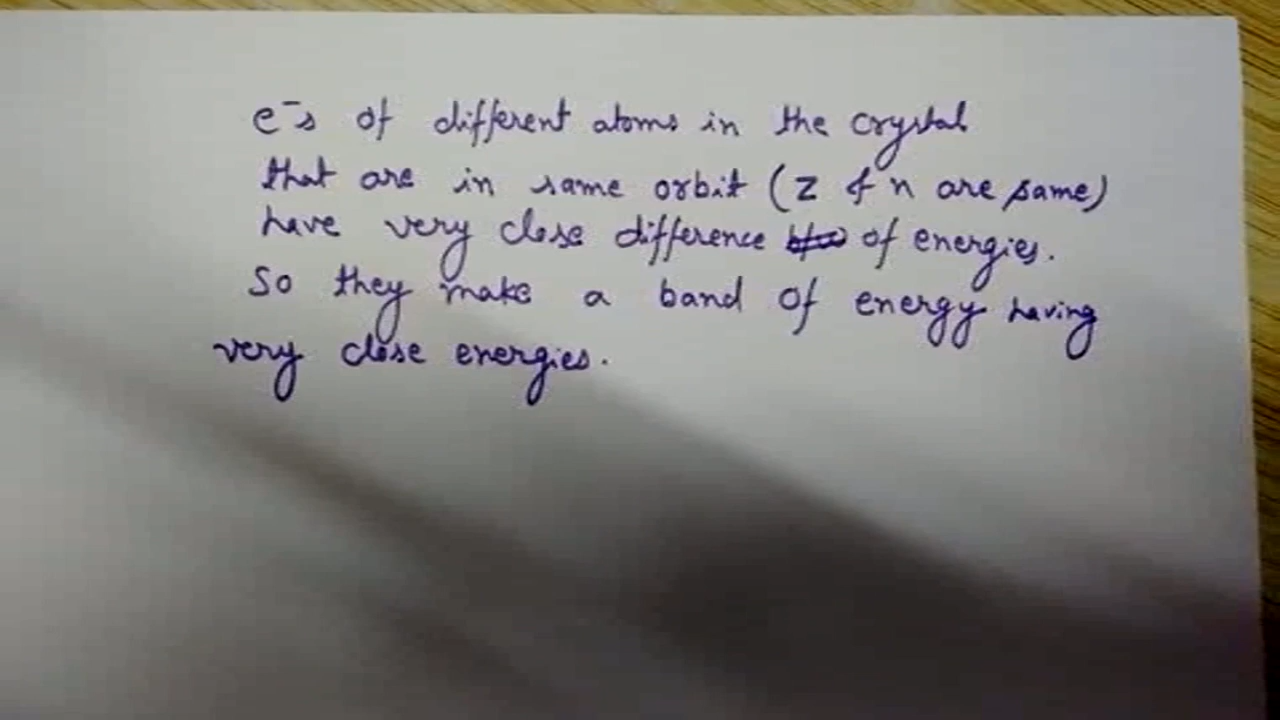 e⁻s of different atoms in the crystal
that are in same orbit (Z & n are same)
have very close difference of energies.
So they make a band of energy having
very close energies.